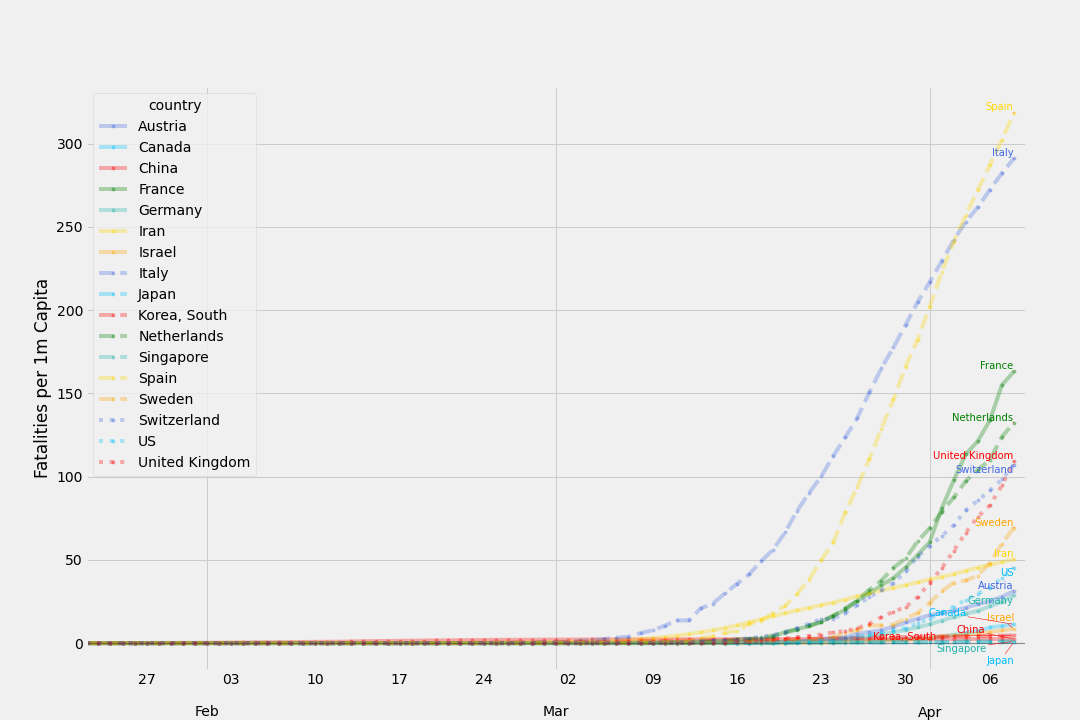 country
Austria
Canada
China
France
Germany
Iran
Israel
Italy
Japan
Korea, South
Netherlands
Singapore
Spain
Sweden
Switzerland
US
United Kingdom
Fatalities per 1m Capita
300
250
200
150
100
50
0
Spain
Italy
France
Netherlands
United Kingdom
Switzerland
Sweden
Iran
US
Austria
Germany
Canada
Israel
China
Korea, South
Singapore
Japan
27 03 10 17 24 02 09 16 23 30 06
Feb Mar Apr